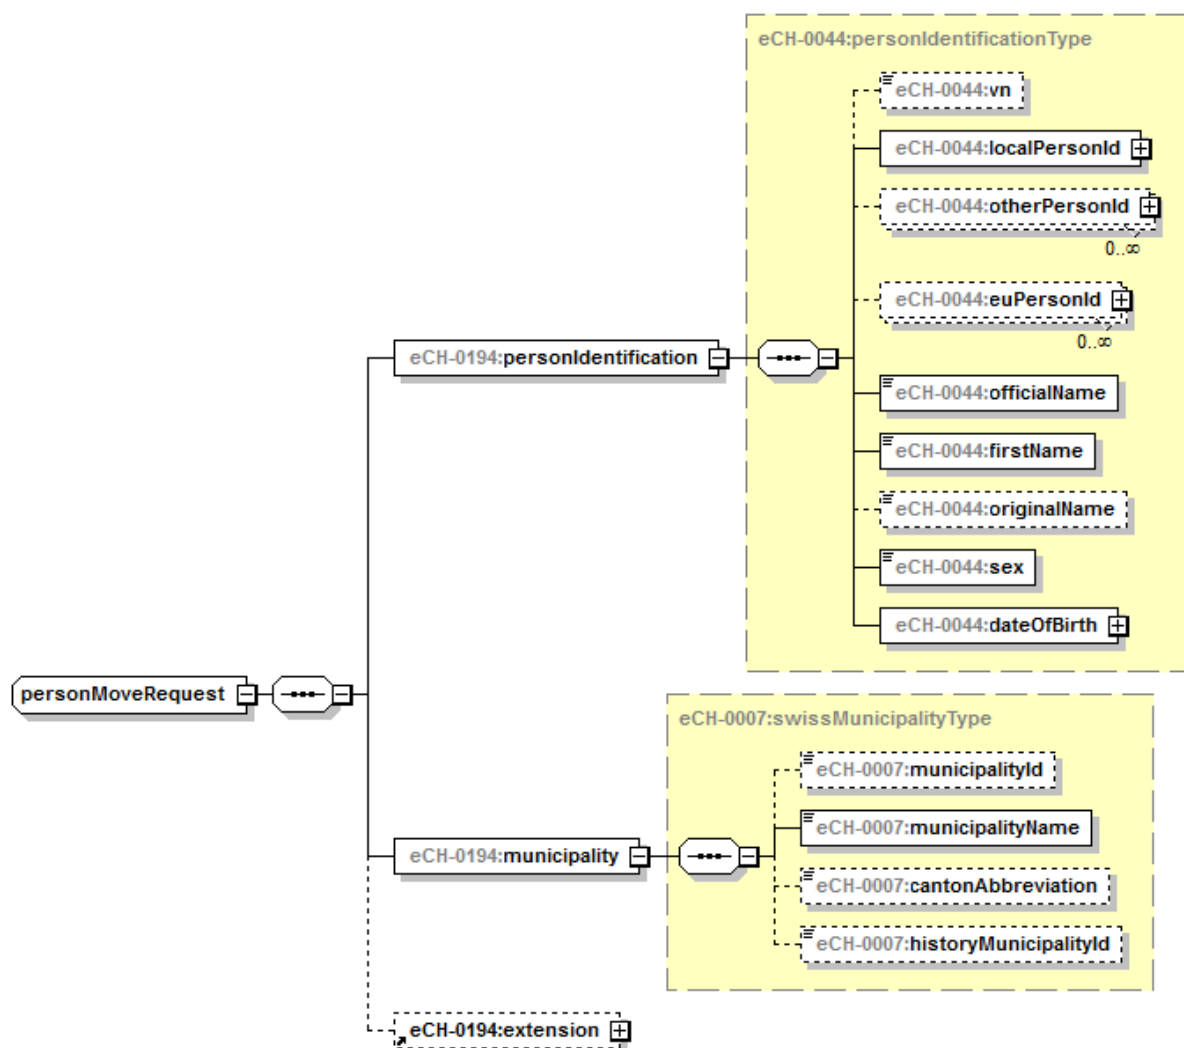 eCH-0044:personIdentificationType
eCH-0044:vn
eCH-0044:localPersonId
eCH-0044:otherPersonId
0..∞
eCH-0044:euPersonId
0..∞
eCH-0194:personIdentification
eCH-0044:officialName
eCH-0044:firstName
eCH-0044:originalName
eCH-0044:sex
eCH-0044:dateOfBirth
personMoveRequest
eCH-0007:swissMunicipalityType
eCH-0007:municipalityId
eCH-0007:municipalityName
eCH-0194:municipality
eCH-0007:cantonAbbreviation
eCH-0007:historyMunicipalityId
eCH-0194:extension